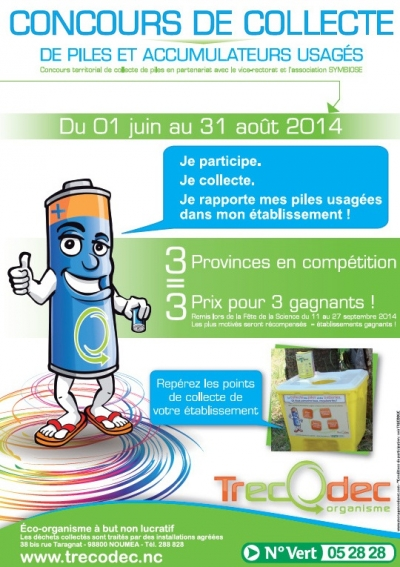 CONCOURS DE COLLECTE
DE PILES ET ACCUMULATEURS USAGÉS
Concours territorial de collecte de piles en partenariat avec le vice-rectorat et l'association SYMBIOSE
Du 01 juin au 31 août 2014
Je participe.
Je collecte.
Je rapporte mes piles usagées
dans mon établissement !
3 Provinces en compétition
=
3 Prix pour 3 gagnants !
Remis lors de la Fête de la Science du 11 au 27 septembre 2014
Les plus motivés seront récompensés = établissements gagnants !
Repérez les points
de collecte de
votre établissement
TrecOdec
organisme
Éco-organisme à but non lucratif
Les déchets collectés sont traités par des installations agréées
38 bis rue Taragnat - 98800 NOUMEA - Tél. 288 828
www.trecodec.nc
N° Vert 05 28 28